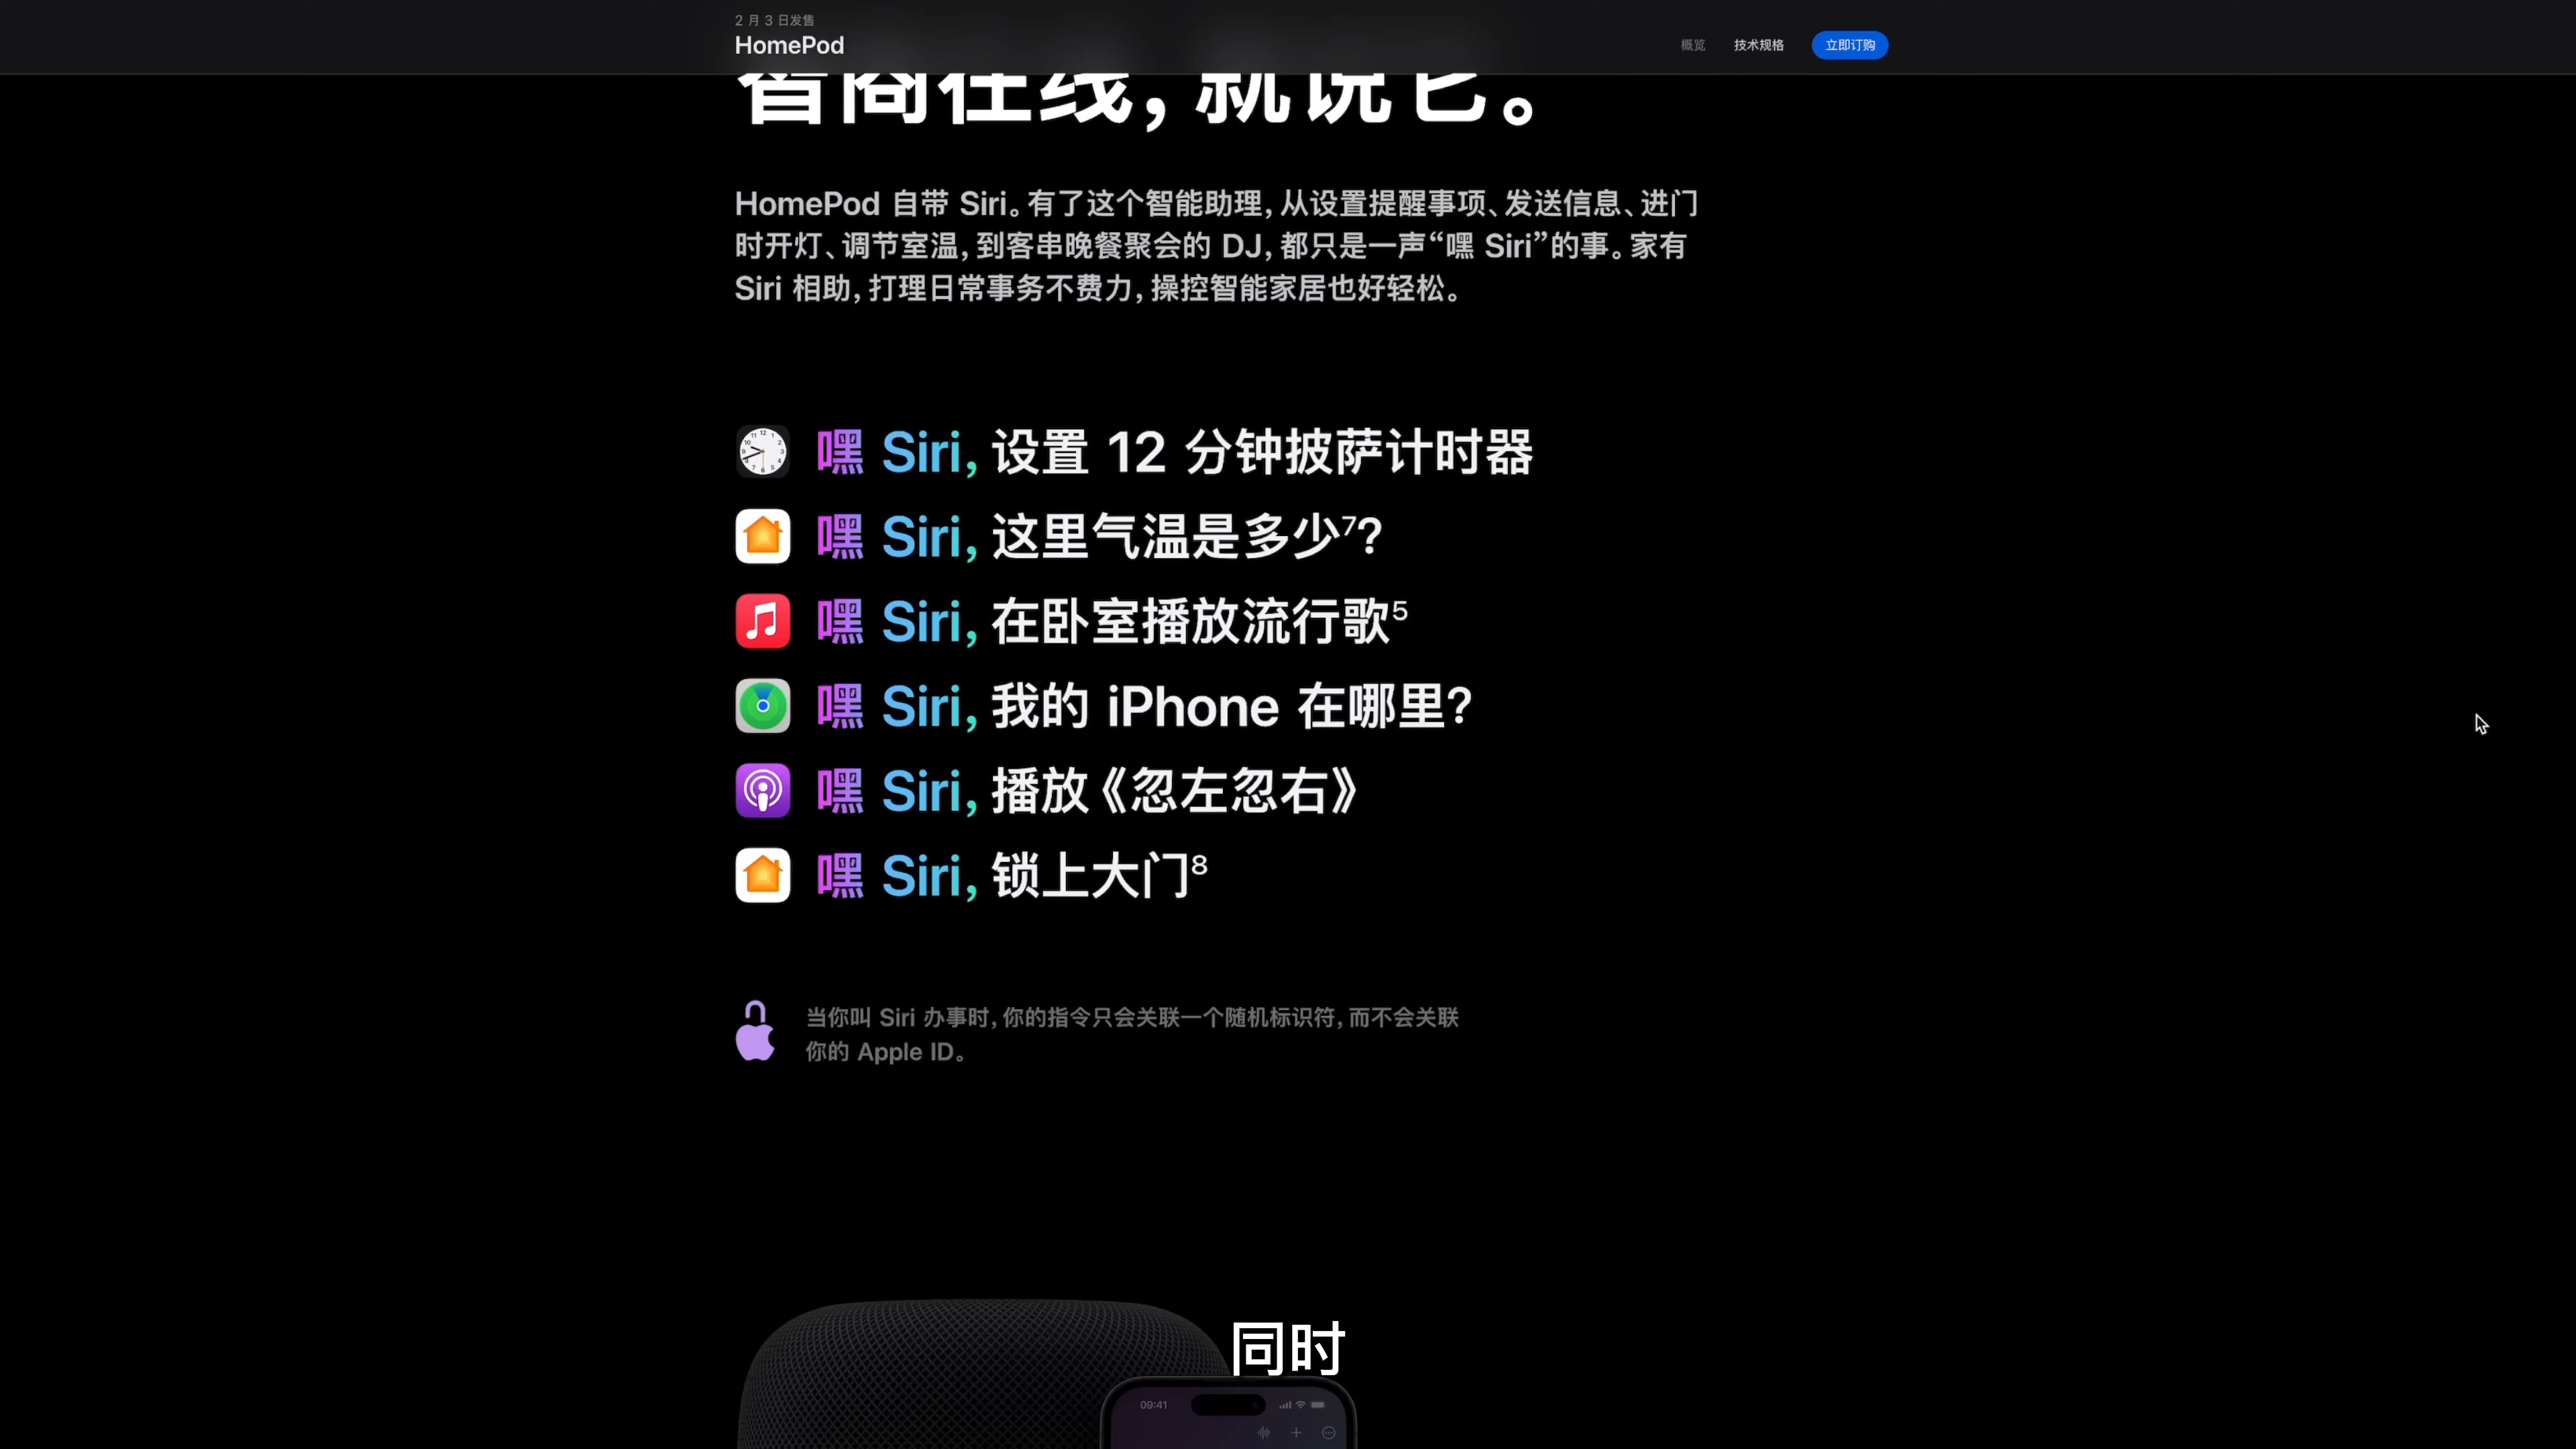 2 月 3 日发售
HomePod
概览
技术规格
立即订购
智商在线，就说它。
HomePod 自带 Siri。有了这个智能助理，从设置提醒事项、发送信息、进门
时开灯、调节室温，到客串晚餐聚会的 DJ，都只是一声“嘿 Siri”的事。家有
Siri 相助，打理日常事务不费力，操控智能家居也好轻松。
嘿 Siri，设置 12 分钟披萨计时器
嘿 Siri，这里气温是多少⁷？
嘿 Siri，在卧室播放流行歌⁵
嘿 Siri，我的 iPhone 在哪里？
嘿 Siri，播放《忽左忽右》
嘿 Siri，锁上大门⁸
当你叫 Siri 办事时，你的指令只会关联一个随机标识符，而不会关联
你的 Apple ID。
同时
09:41